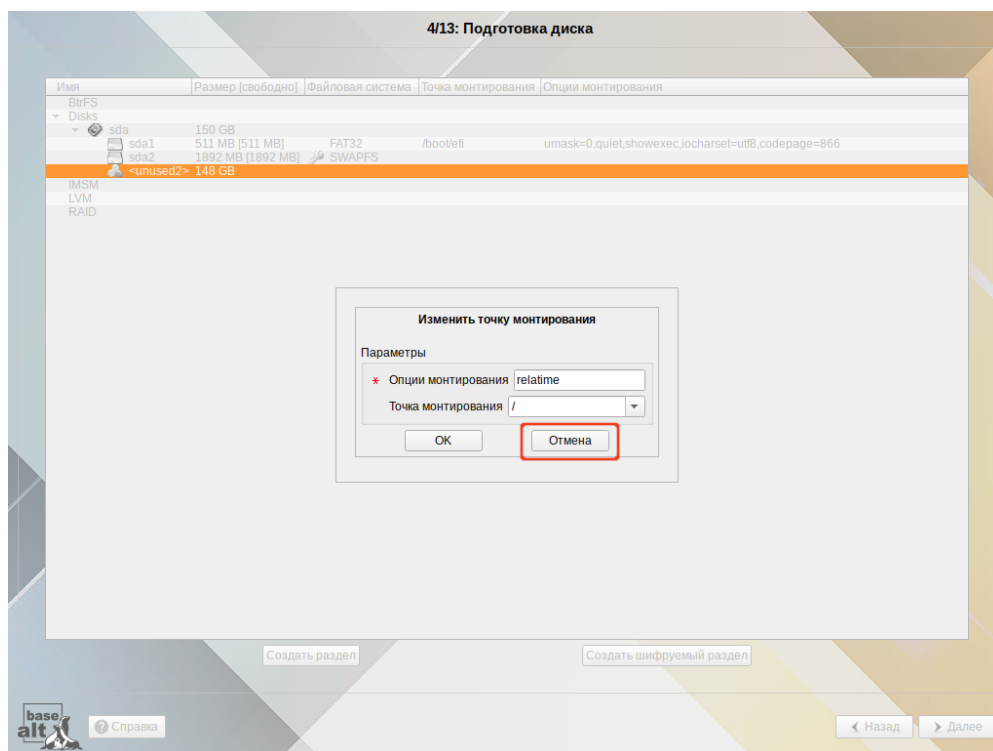 4/13: Подготовка диска
Имя Размер [свободно] Файловая система Точка монтирования Опции монтирования
BtrFS
Disks
sda 150 GB
sda1 511 MB [511 MB] FAT32 /boot/efi umask=0,quiet,showexec,iocharset=utf8,codepage=866
sda2 1892 MB [1892 MB] SWAPFS
<unused2> 148 GB
IMSM
LVM
RAID
Изменить точку монтирования
Параметры
* Опции монтирования relatime
Точка монтирования /
OK Отмена
Создать раздел Создать шифруемый раздел
base
alt Справка Назад Далее